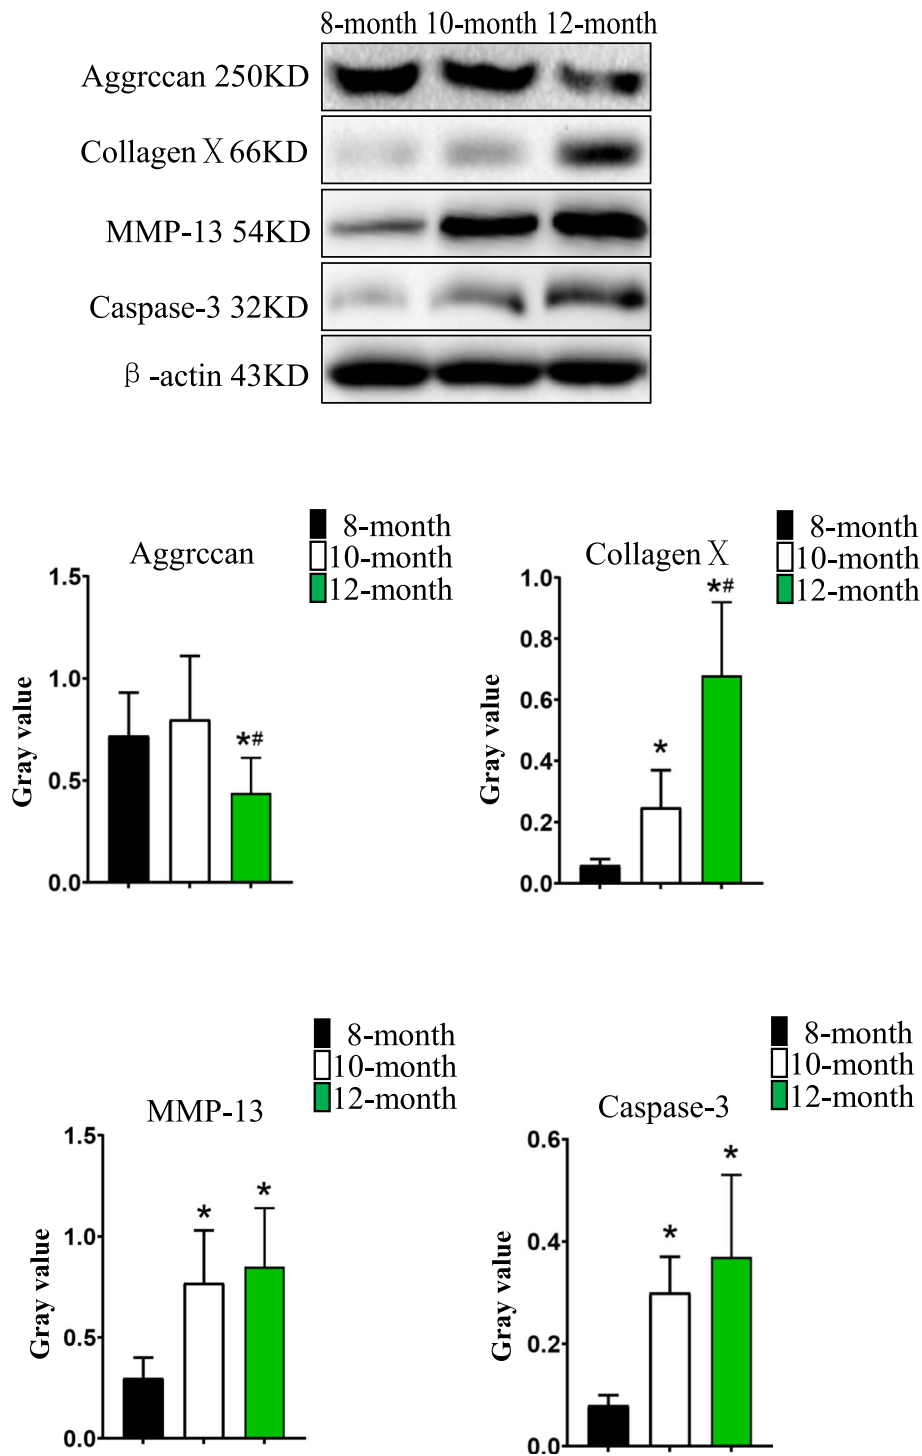 8-month 10-month 12-month
Aggrccan 250KD
Collagen X 66KD
MMP-13 54KD
Caspase-3 32KD
β-actin 43KD
Aggrccan
8-month
10-month
12-month
Gray value
1.5
1.0
0.5
0.0
*#
Collagen X
8-month
10-month
12-month
Gray value
1.0
0.8
0.6
0.4
0.2
0.0
*
*#
MMP-13
8-month
10-month
12-month
Gray value
1.5
1.0
0.5
0.0
*
*
Caspase-3
8-month
10-month
12-month
Gray value
0.6
0.4
0.2
0.0
*
*